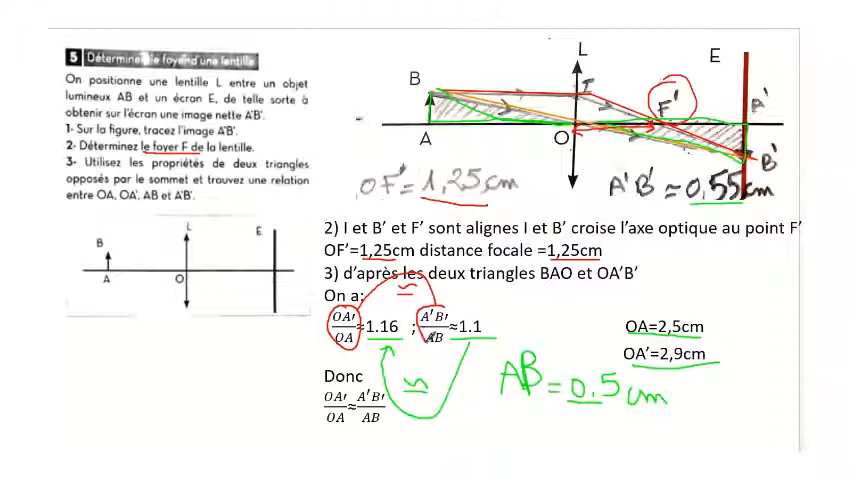 5 Déterminer le foyer d'une lentille
On positionne une lentille L entre un objet
lumineux AB et un écran E, de telle sorte à
obtenir sur l'écran une image nette A'B'.
1- Sur la figure, tracez l'image A'B'.
2- Déterminez le foyer F de la lentille.
3- Utilisez les propriétés de deux triangles
opposés par le sommet et trouvez une relation
entre OA, OA', AB et A'B'.
L
E
B
A
O
L
E
B
I
F'
A'
A
O
B'
OF' = 1,25cm
A'B' ≈ 0,55cm
2) I et B' et F' sont alignes I et B' croise l'axe optique au point F'
OF'=1,25cm distance focale =1,25cm
3) d'après les deux triangles BAO et OA'B'
On a:
OA′/OA ≈1.16 ; A′B′/AB ≈1.1
OA=2,5cm
OA'=2,9cm
Donc
OA′/OA ≈ A′B′/AB
AB = 0.5 cm